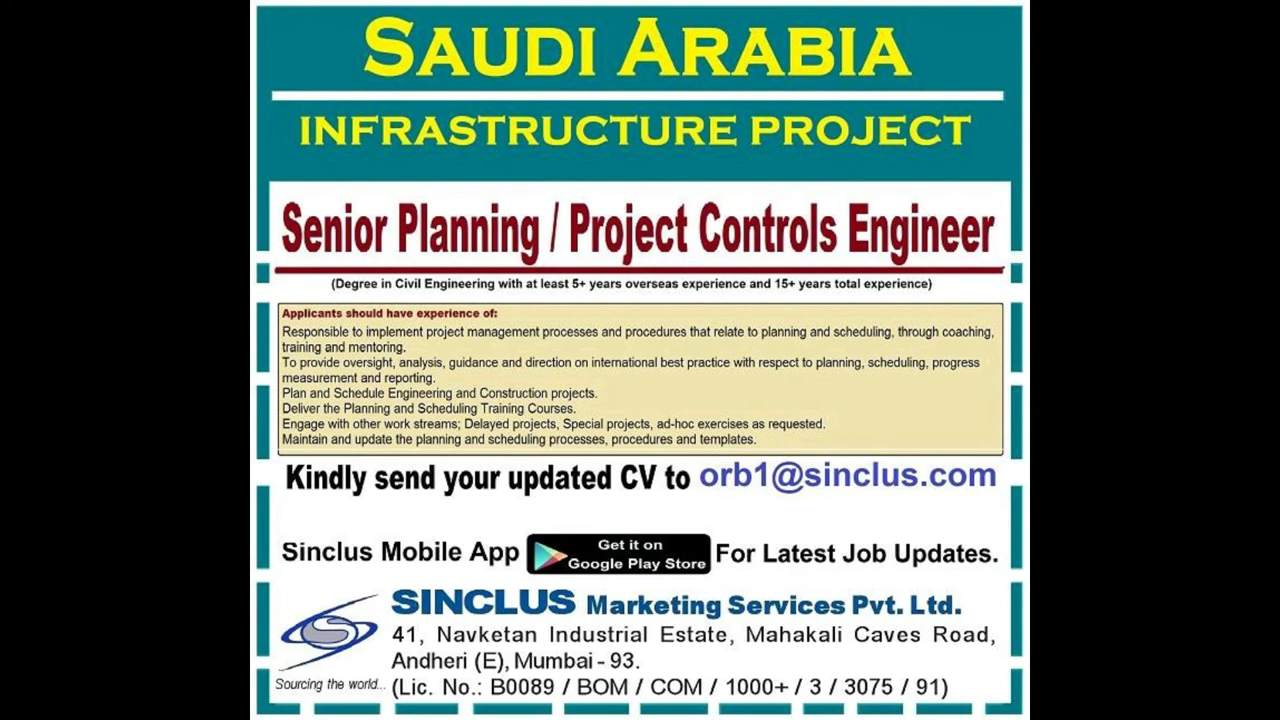 SAUDI ARABIA
INFRASTRUCTURE PROJECT
Senior Planning / Project Controls Engineer
(Degree in Civil Engineering with at least 5+ years overseas experience and 15+ years total experience)
Applicants should have experience of:
Responsible to implement project management processes and procedures that relate to planning and scheduling, through coaching,
training and mentoring.
To provide oversight, analysis, guidance and direction on international best practice with respect to planning, scheduling, progress
measurement and reporting.
Plan and Schedule Engineering and Construction projects.
Deliver the Planning and Scheduling Training Courses.
Engage with other work streams; Delayed projects, Special projects, ad-hoc exercises as requested.
Maintain and update the planning and scheduling processes, procedures and templates.
Kindly send your updated CV to orb1@sinclus.com
Sinclus Mobile App Get it on Google Play Store For Latest Job Updates.
SINCLUS Marketing Services Pvt. Ltd.
41, Navketan Industrial Estate, Mahakali Caves Road,
Andheri (E), Mumbai - 93.
Sourcing the world... (Lic. No.: B0089 / BOM / COM / 1000+ / 3 / 3075 / 91)